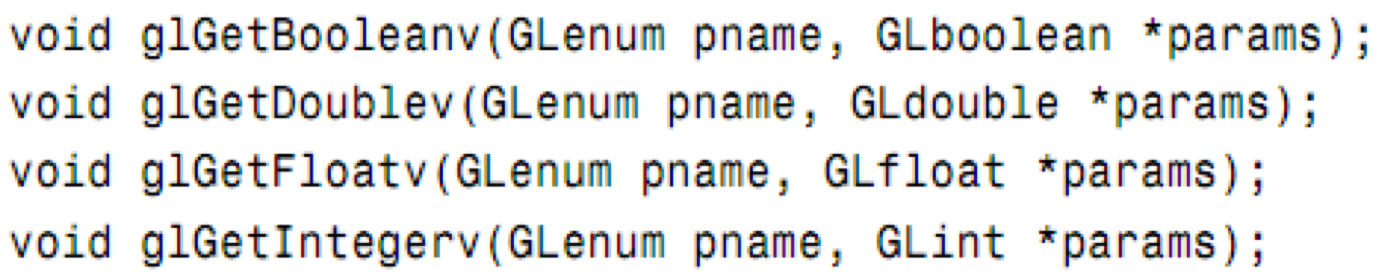 void glGetBooleanv(GLenum pname, GLboolean *params);
void glGetDoublev(GLenum pname, GLdouble *params);
void glGetFloatv(GLenum pname, GLfloat *params);
void glGetIntegerv(GLenum pname, GLint *params);